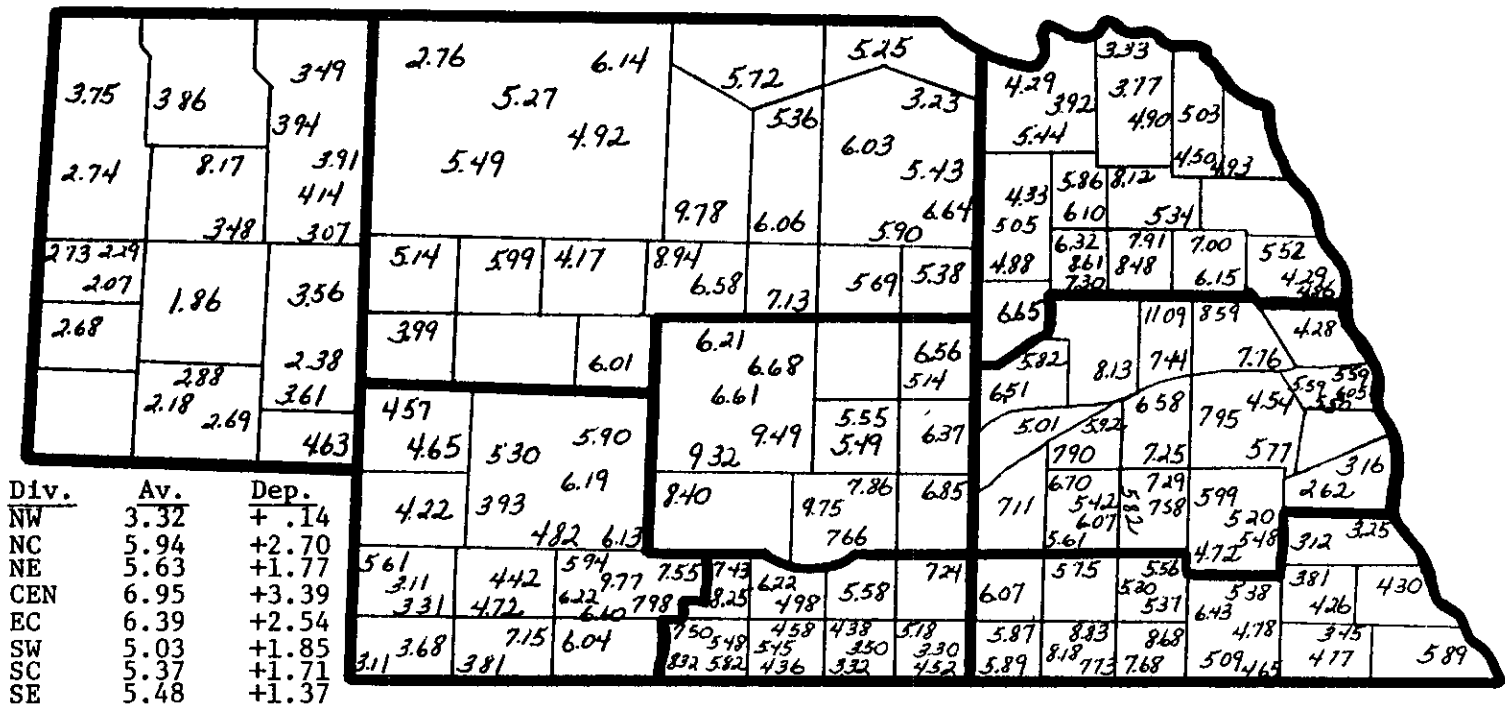 3.33
5.25
2.76 6.14 4.29 3.77
3.49 5.72 3.92
3.75 3.86 5.27 3.23 4.90 5.03
3.94 4.92 5.36 5.44
6.03
8.17 3.91 5.49 5.43 4.50 4.93
2.74 4.14 4.33 5.86 8.12
9.78 6.64 6.10 5.34
3.48 3.07 6.06 5.90 5.05
2.73 2.29 5.14 5.99 4.17 8.94 5.69 5.38 4.88 6.32 7.91 7.00 5.52
2.07 3.56 6.58 8.61 8.48 6.15 4.29
1.86 7.13 7.30 4.86
2.68 3.99 6.21 6.65 11.09 8.59 4.28
2.38 6.01 6.68 6.56 5.82 8.13 7.44 7.76
2.88 3.61 6.61 5.14 6.51 5.59 5.59
2.18 4.57 6.58 7.95 4.54 6.05
2.69 5.90 9.49 5.55 6.37 5.01 5.92 5.50
4.63 4.65 5.30 9.32 5.49 7.90 7.25 5.77 3.16
6.19 8.40 7.86 6.85 6.70 7.29 5.99 2.62
4.22 3.93 9.75 7.11 5.42 5.82 7.58 5.20
4.82 6.13 7.66 6.07 5.48 3.12 3.25
5.61 4.72
5.61 5.94 7.55 7.43 7.24 5.75 5.56
3.11 4.42 9.77 8.25 6.22 5.58 6.07 5.30 5.38 3.81 4.30
3.31 4.72 6.22 7.98 4.98 5.37 6.43 4.26
6.60
7.15 6.04 7.50 5.48 4.58 4.38 5.18 5.87 8.83 8.68 4.78 3.45
3.68 5.45 3.50 3.30 5.89
3.11 3.81 8.32 5.82 4.36 3.32 4.52 5.89 8.18 7.73 7.68 5.09 4.65 4.77
Div. Av. Dep.
NW 3.32 + .14
NC 5.94 +2.70
NE 5.63 +1.77
CEN 6.95 +3.39
EC 6.39 +2.54
SW 5.03 +1.85
SC 5.37 +1.71
SE 5.48 +1.37